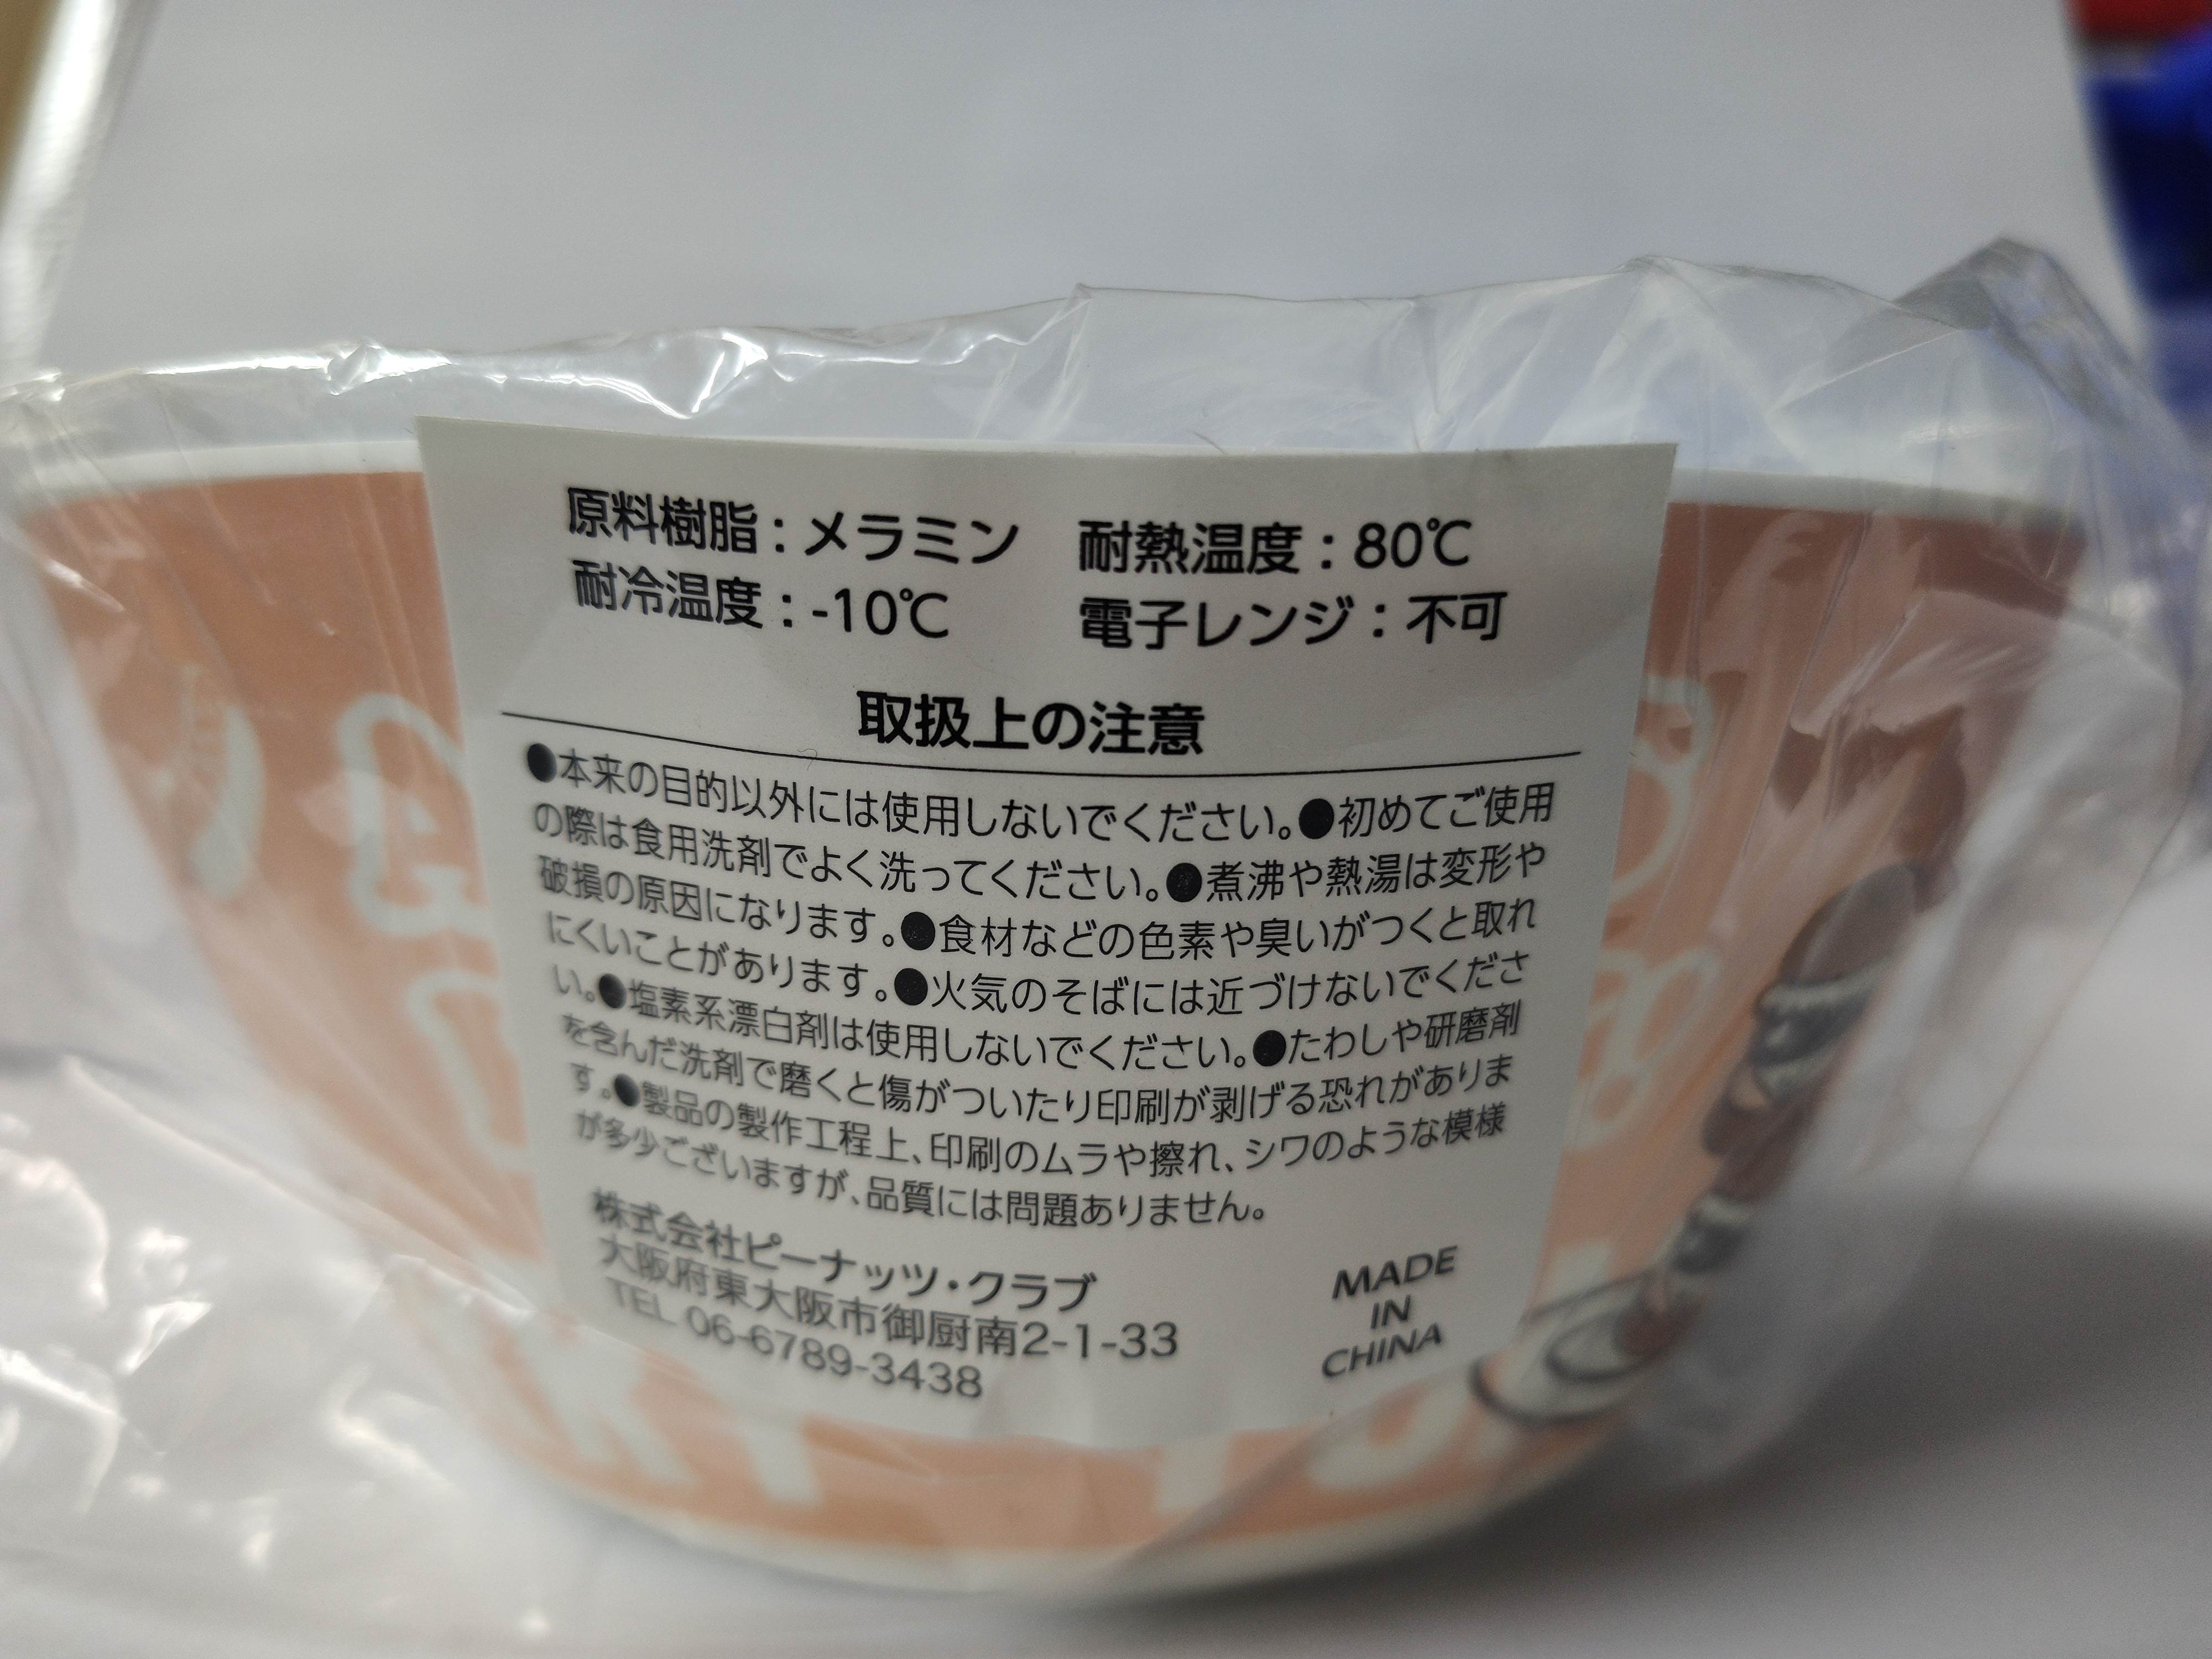 原料樹脂：メラミン　耐熱温度：80℃
耐冷温度：-10℃　電子レンジ：不可
取扱上の注意
●本来の目的以外には使用しないでください。●初めてご使用
の際は食用洗剤でよく洗ってください。●煮沸や熱湯は変形や
破損の原因になります。●食材などの色素や臭いがつくと取れ
にくいことがあります。●火気のそばには近づけないでくださ
い。●塩素系漂白剤は使用しないでください。●たわしや研磨剤
を含んだ洗剤で磨くと傷がついたり印刷が剥げる恐れがありま
す。●製品の製作工程上、印刷のムラや擦れ、シワのような模様
が多少ございますが、品質には問題ありません。
株式会社ピーナッツ・クラブ
大阪府東大阪市御厨南2-1-33
TEL 06-6789-3438
MADE
IN
CHINA